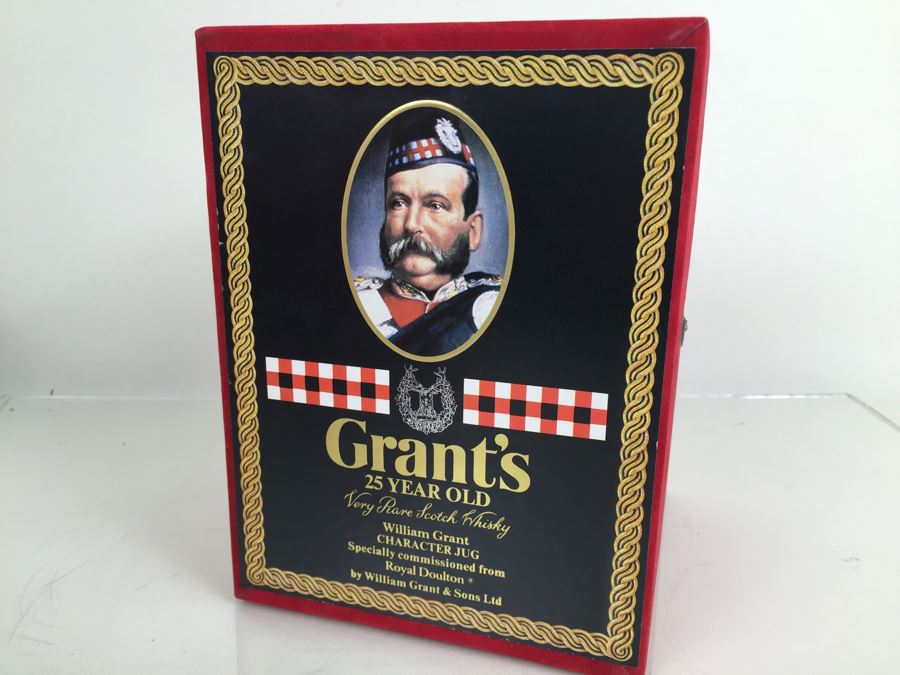 Grant's
25 YEAR OLD
Very Rare Scotch Whisky
William Grant
CHARACTER JUG
Specially commissioned from
Royal Doulton ®
by William Grant & Sons Ltd